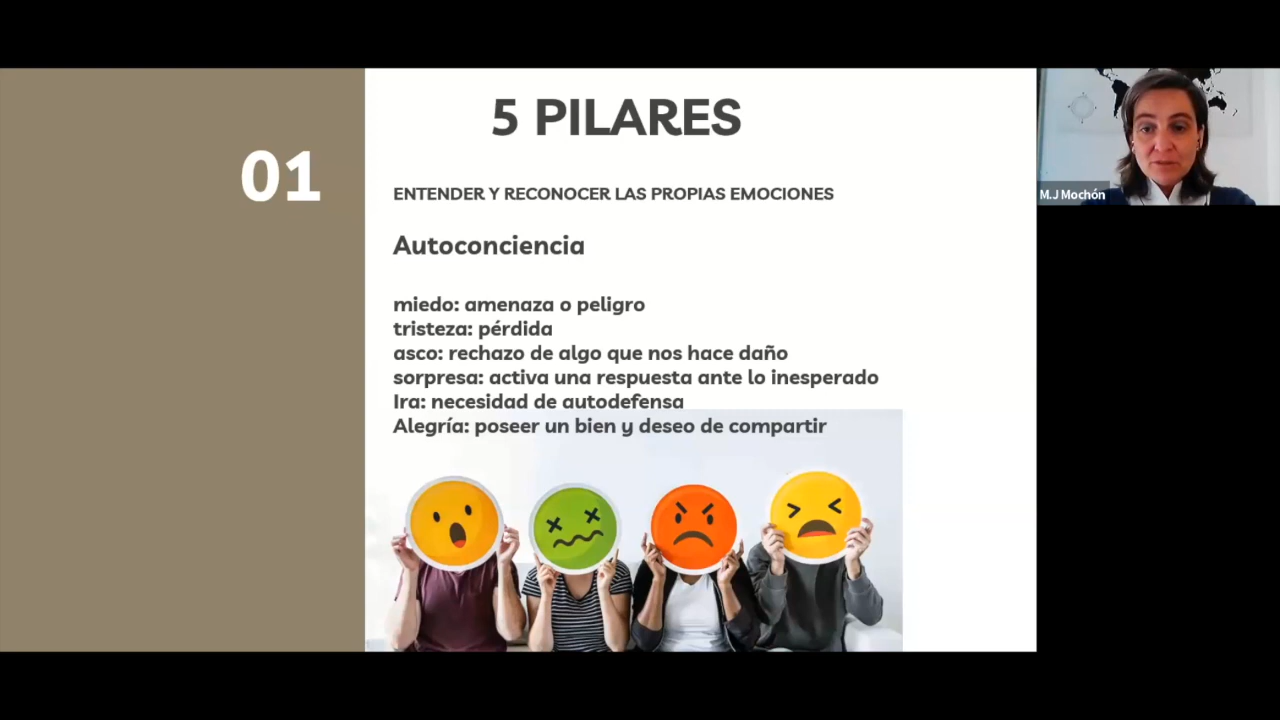 5 PILARES
01
ENTENDER Y RECONOCER LAS PROPIAS EMOCIONES
Autoconciencia
miedo: amenaza o peligro
tristeza: pérdida
asco: rechazo de algo que nos hace daño
sorpresa: activa una respuesta ante lo inesperado
Ira: necesidad de autodefensa
Alegría: poseer un bien y deseo de compartir
M.J Mochón